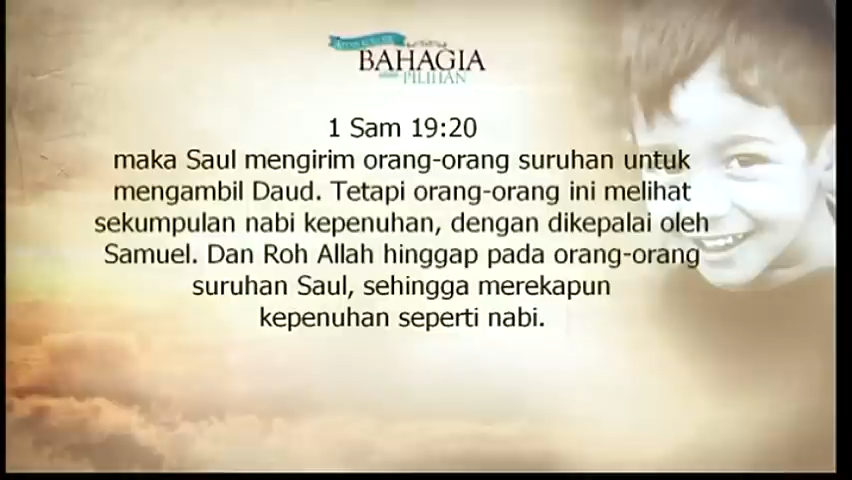 BAHAGIA
PILIHAN
1 Sam 19:20
maka Saul mengirim orang-orang suruhan untuk
mengambil Daud. Tetapi orang-orang ini melihat
sekumpulan nabi kepenuhan, dengan dikepalai oleh
Samuel. Dan Roh Allah hinggap pada orang-orang
suruhan Saul, sehingga merekapun
kepenuhan seperti nabi.